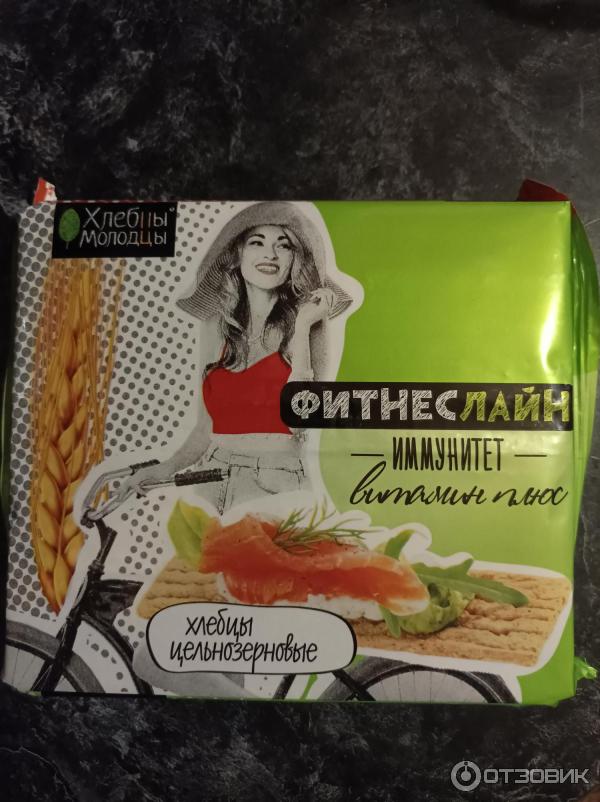 Хлебцы®
Молодцы
ФИТНЕСЛАЙН
— ИММУНИТЕТ —
витамин плюс
хлебцы
цельнозерновые
ОТЗОВИК